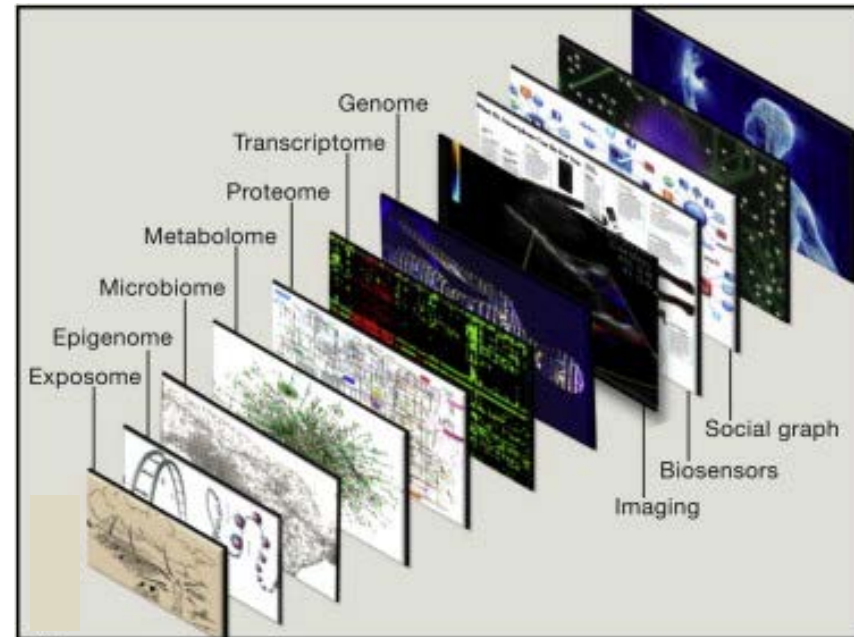 Genome
Transcriptome
Proteome
Metabolome
Microbiome
Epigenome
Exposome
Social graph
Biosensors
Imaging